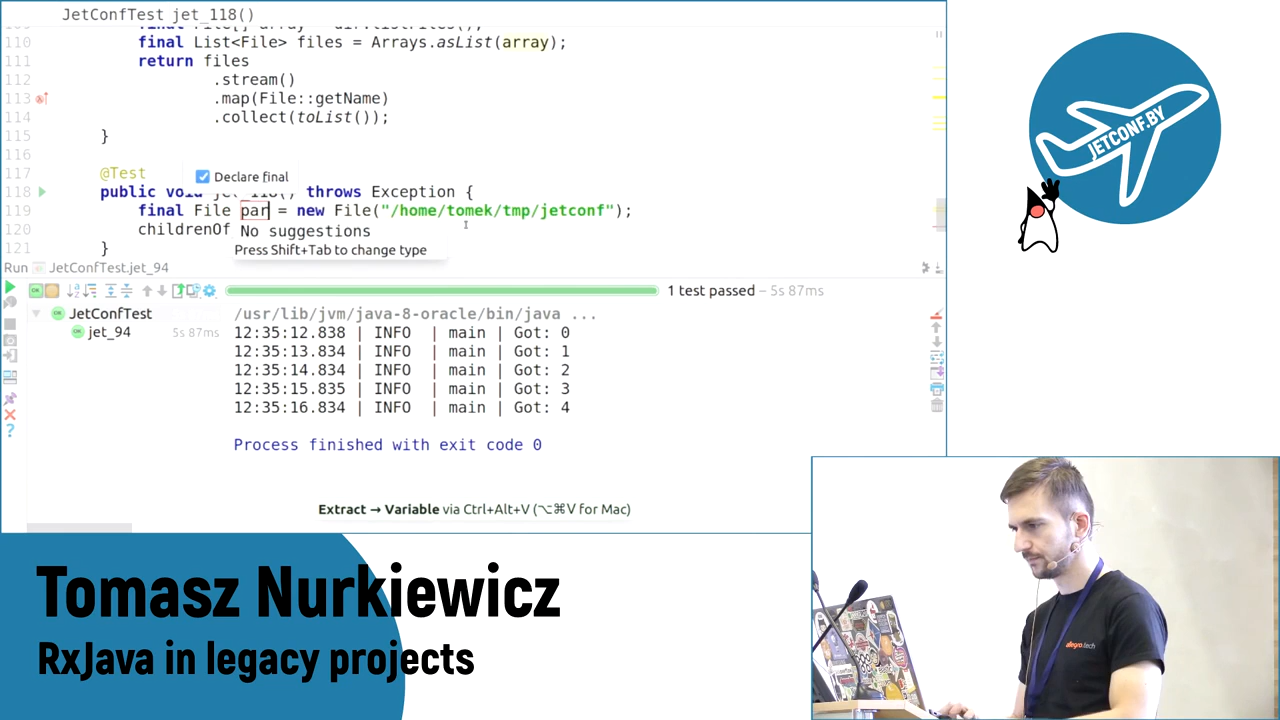 JetConfTest jet_118()
110 final List<File> files = Arrays.asList(array);
111 return files
112 .stream()
113 .map(File::getName)
114 .collect(toList());
115 }
116
117 @Test
Declare final
118 public void jet_118() throws Exception {
119 final File par = new File("/home/tomek/tmp/jetconf");
120 childrenOf
No suggestions
121 }
Press Shift+Tab to change type
Run JetConfTest.jet_94
1 test passed – 5s 87ms
JetConfTest
jet_94 5s 87ms
/usr/lib/jvm/java-8-oracle/bin/java ...
12:35:12.838 | INFO | main | Got: 0
12:35:13.834 | INFO | main | Got: 1
12:35:14.834 | INFO | main | Got: 2
12:35:15.835 | INFO | main | Got: 3
12:35:16.834 | INFO | main | Got: 4
Process finished with exit code 0
Extract → Variable via Ctrl+Alt+V (⌥⌘V for Mac)
JETCONF.BY
Tomasz Nurkiewicz
RxJava in legacy projects
allegro.tech